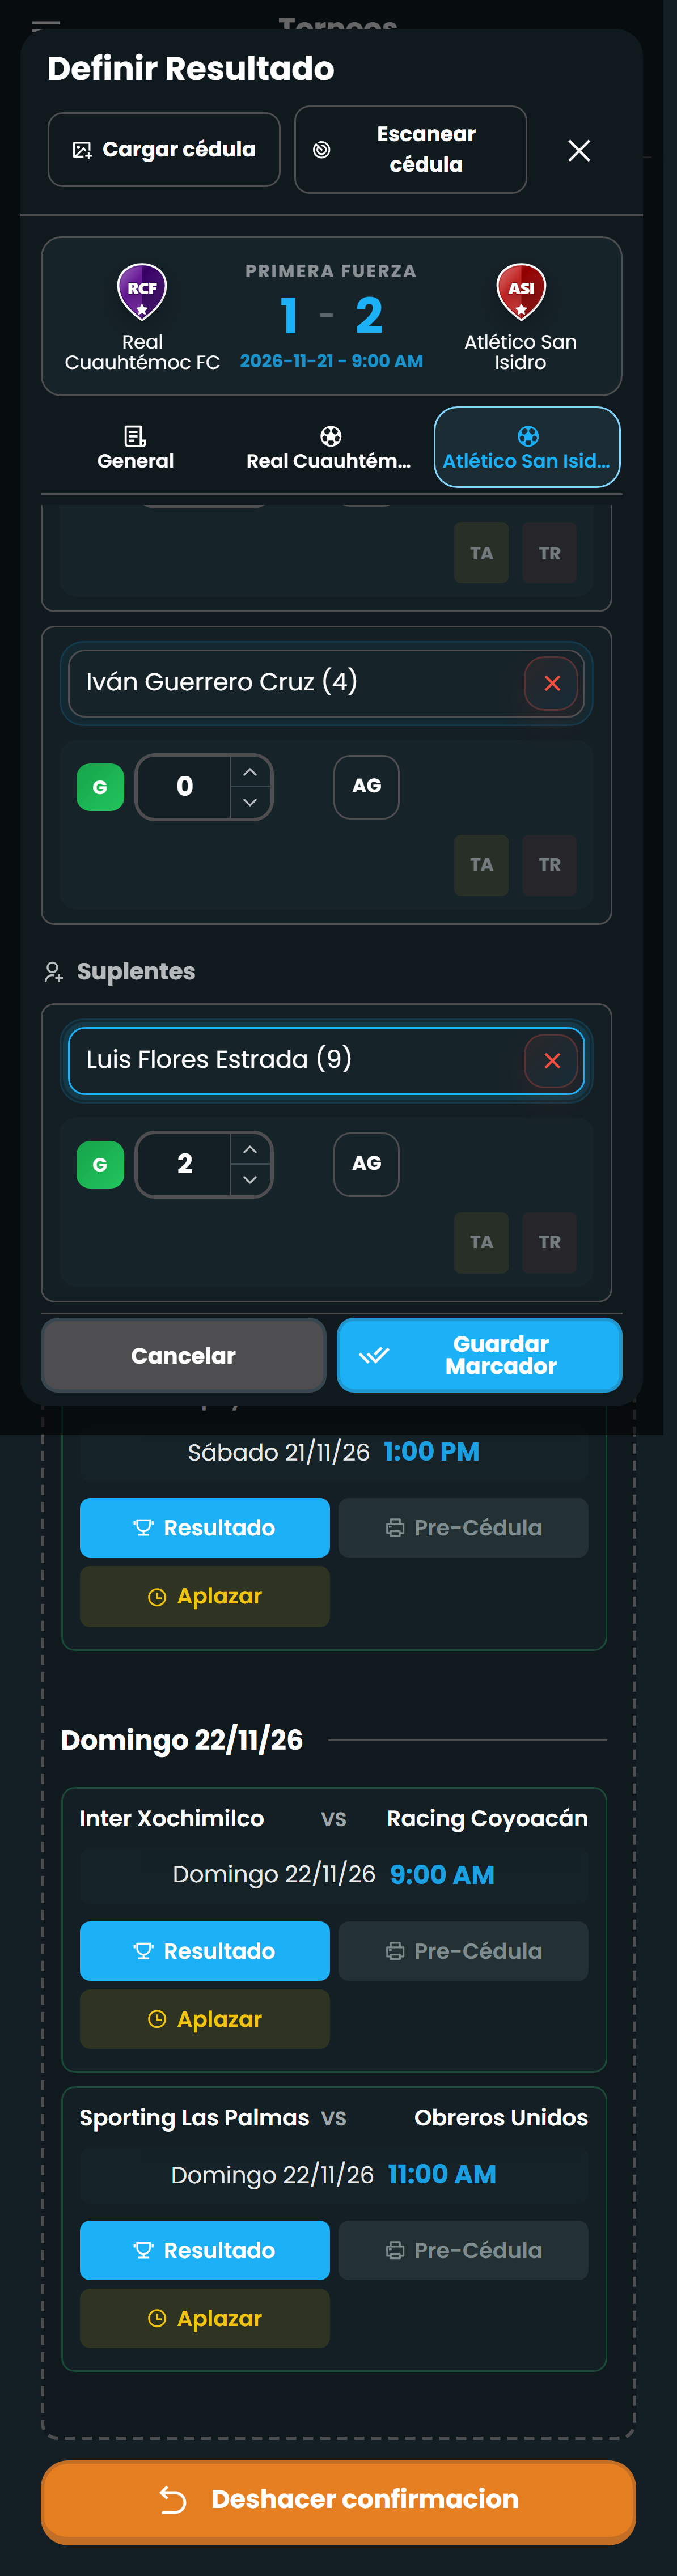 Torneos
Definir Resultado
Cargar cédula
Escanear
cédula
PRIMERA FUERZA
RCF
1 - 2
ASI
Real
Cuauhtémoc FC
2026-11-21 - 9:00 AM
Atlético San
Isidro
General
Real Cuauhtém...
Atlético San Isid...
TA TR
Iván Guerrero Cruz (4)
G 0 AG
TA TR
Suplentes
Luis Flores Estrada (9)
G 2 AG
TA TR
Cancelar
Guardar
Marcador
Sábado 21/11/26 1:00 PM
Resultado
Pre-Cédula
Aplazar
Domingo 22/11/26
Inter Xochimilco VS Racing Coyoacán
Domingo 22/11/26 9:00 AM
Resultado
Pre-Cédula
Aplazar
Sporting Las Palmas VS Obreros Unidos
Domingo 22/11/26 11:00 AM
Resultado
Pre-Cédula
Aplazar
Deshacer confirmacion